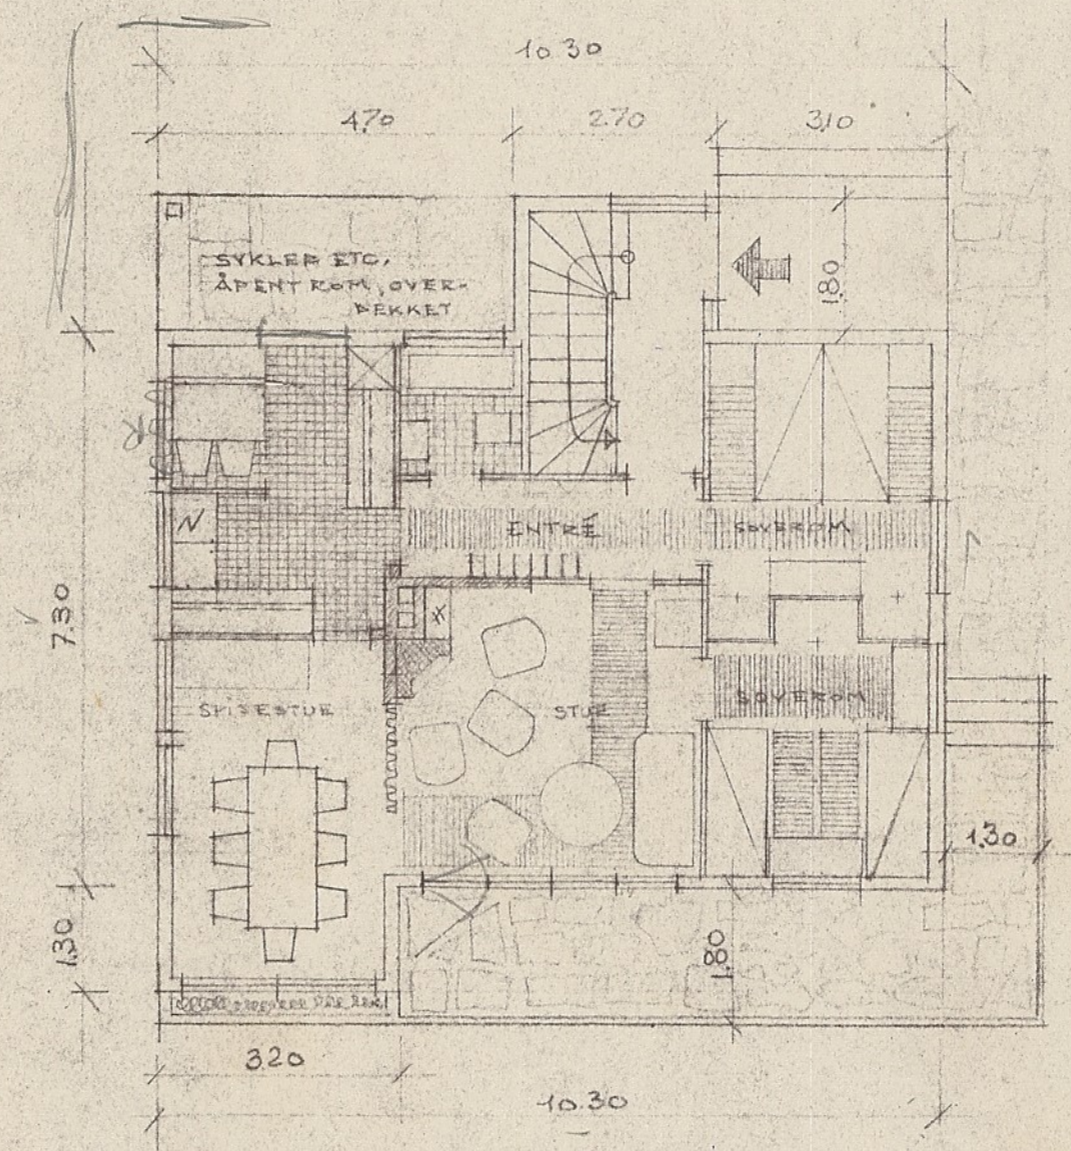 10.30
4.70
2.70
3.10
SYKLER ETC.
ÅPENT ROM, OVER-
DEKKET
1.80
N
ENTRÉ
SOVEROM
7.30
SPISESTUE
STUE
SOVEROM
1.30
1.30
1.80
3.20
10.30